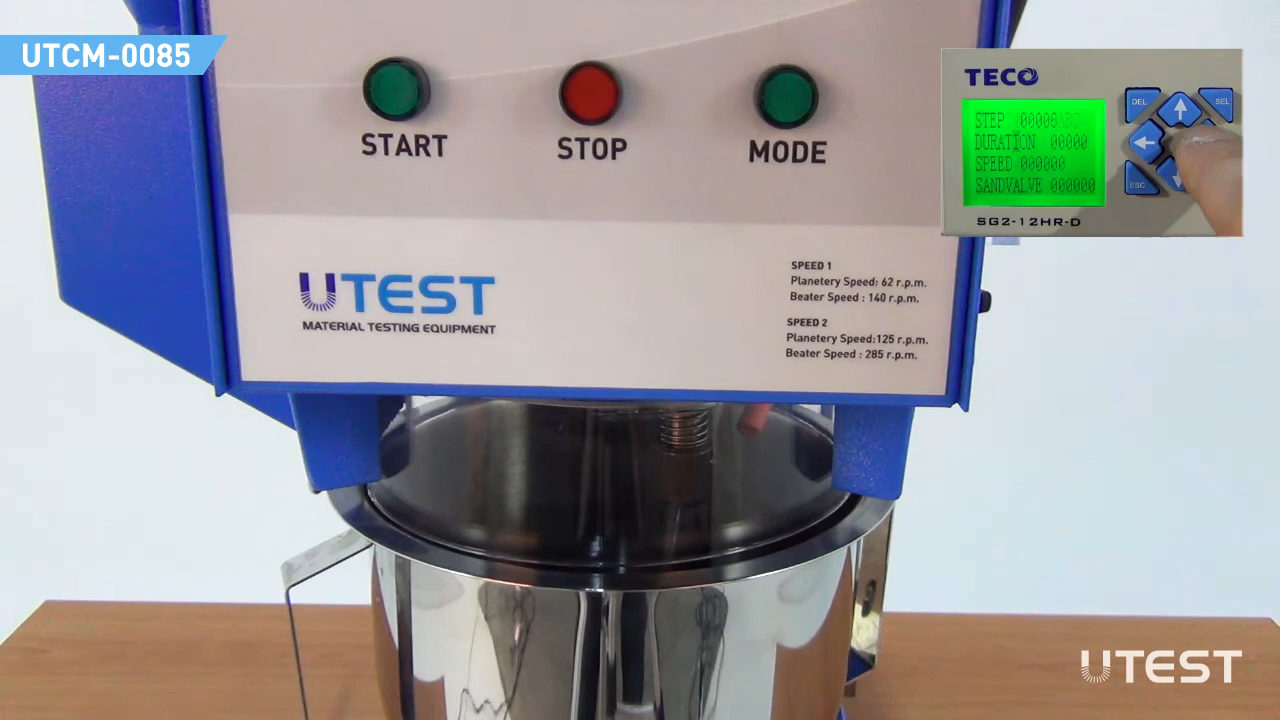 UTCM-0085
START
STOP
MODE
UTEST
MATERIAL TESTING EQUIPMENT
SPEED 1
Planetery Speed: 62 r.p.m.
Beater Speed : 140 r.p.m.
SPEED 2
Planetery Speed:125 r.p.m.
Beater Speed : 285 r.p.m.
TECO
STEP
DURATION 00000
SPEED 000000
SANDVALVE 000000
DEL
SEL
ESC
SG2-12HR-D
UTEST